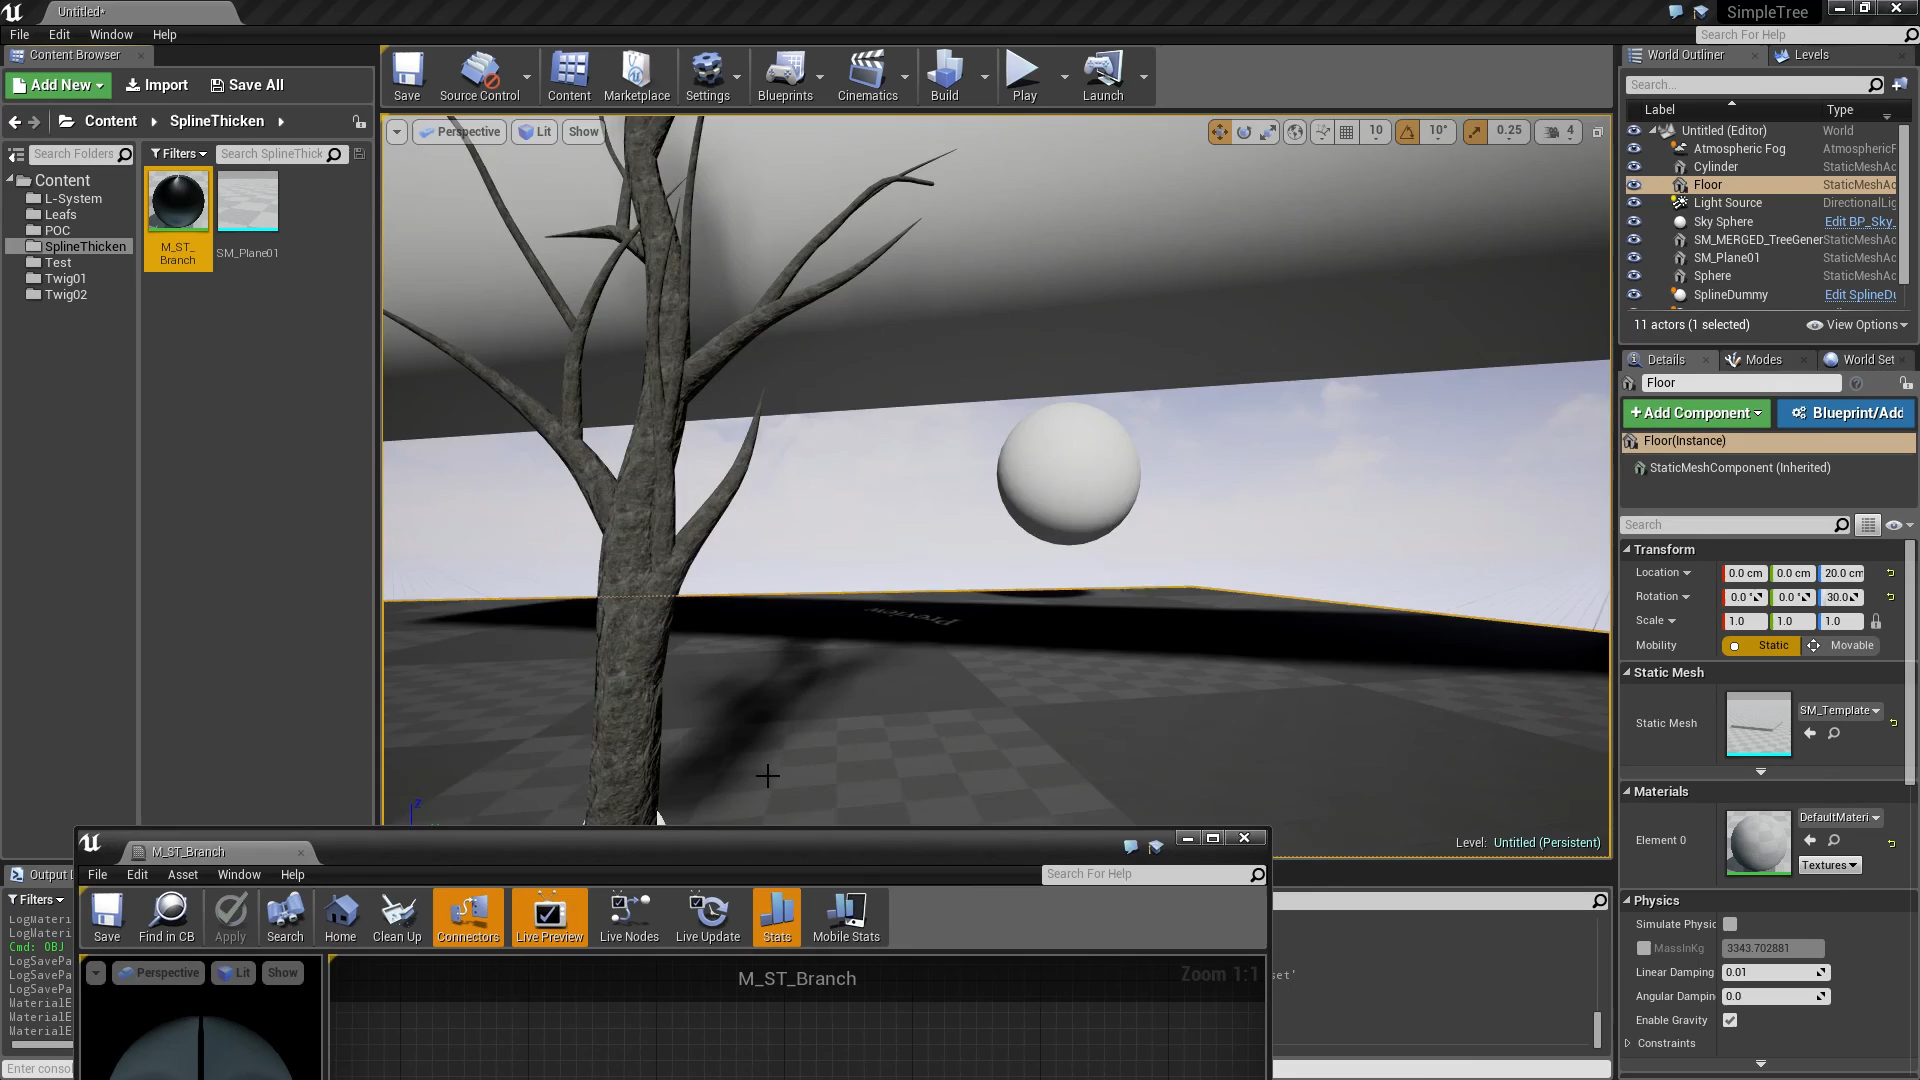 Untitled*
SimpleTree
File Edit Window Help
Search For Help
Content Browser
Add New Import Save All
Content SplineThicken
Search Folders
Filters Search SplineThick
Content
L-System
Leafs
POC
SplineThicken
Test
Twig01
Twig02
M_ST_
Branch
SM_Plane01
Save Source Control Content Marketplace Settings Blueprints Cinematics Build Play Launch
Perspective Lit Show
10 10° 0.25 4
Preview
Z
Level: Untitled (Persistent)
World Outliner Levels
Search...
Label Type
Untitled (Editor) World
Atmospheric Fog AtmosphericF
Cylinder StaticMeshAc
Floor StaticMeshAc
Light Source DirectionalLig
Sky Sphere Edit BP_Sky_
SM_MERGED_TreeGener StaticMeshAc
SM_Plane01 StaticMeshAc
Sphere StaticMeshAc
SplineDummy Edit SplineDu
11 actors (1 selected) View Options
Details Modes World Set
Floor
+Add Component Blueprint/Add
Floor(Instance)
StaticMeshComponent (Inherited)
Search
Transform
Location 0.0 cm 0.0 cm 20.0 cm
Rotation 0.0 ° 0.0 ° 30.0
Scale 1.0 1.0 1.0
Mobility Static Movable
Static Mesh
Static Mesh SM_Template
Materials
Element 0 DefaultMateri
Textures
Physics
Simulate Physic
MassInKg 3343.702881
Linear Damping 0.01
Angular Dampin 0.0
Enable Gravity
Constraints
Output L
Filters
LogMateri
LogMateri
Cmd: OBJ
LogSavePa
LogSavePa
LogSavePa
MaterialE
MaterialE
MaterialE
Enter conso
set'
M_ST_Branch
File Edit Asset Window Help
Search For Help
Save Find in CB Apply Search Home Clean Up Connectors Live Preview Live Nodes Live Update Stats Mobile Stats
Perspective Lit Show
M_ST_Branch
Zoom 1:1